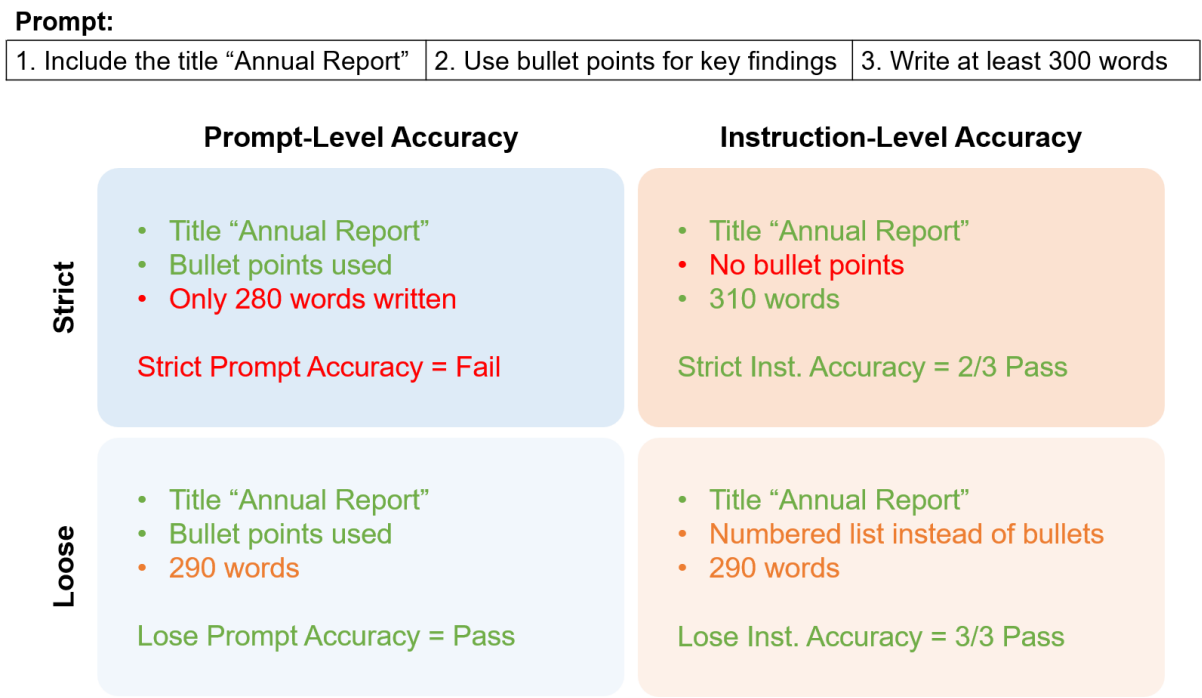 Prompt:
1. Include the title “Annual Report” 2. Use bullet points for key findings 3. Write at least 300 words
Prompt-Level Accuracy
Instruction-Level Accuracy
Strict
• Title “Annual Report”
• Bullet points used
• Only 280 words written
Strict Prompt Accuracy = Fail
• Title “Annual Report”
• No bullet points
• 310 words
Strict Inst. Accuracy = 2/3 Pass
Loose
• Title “Annual Report”
• Bullet points used
• 290 words
Lose Prompt Accuracy = Pass
• Title “Annual Report”
• Numbered list instead of bullets
• 290 words
Lose Inst. Accuracy = 3/3 Pass